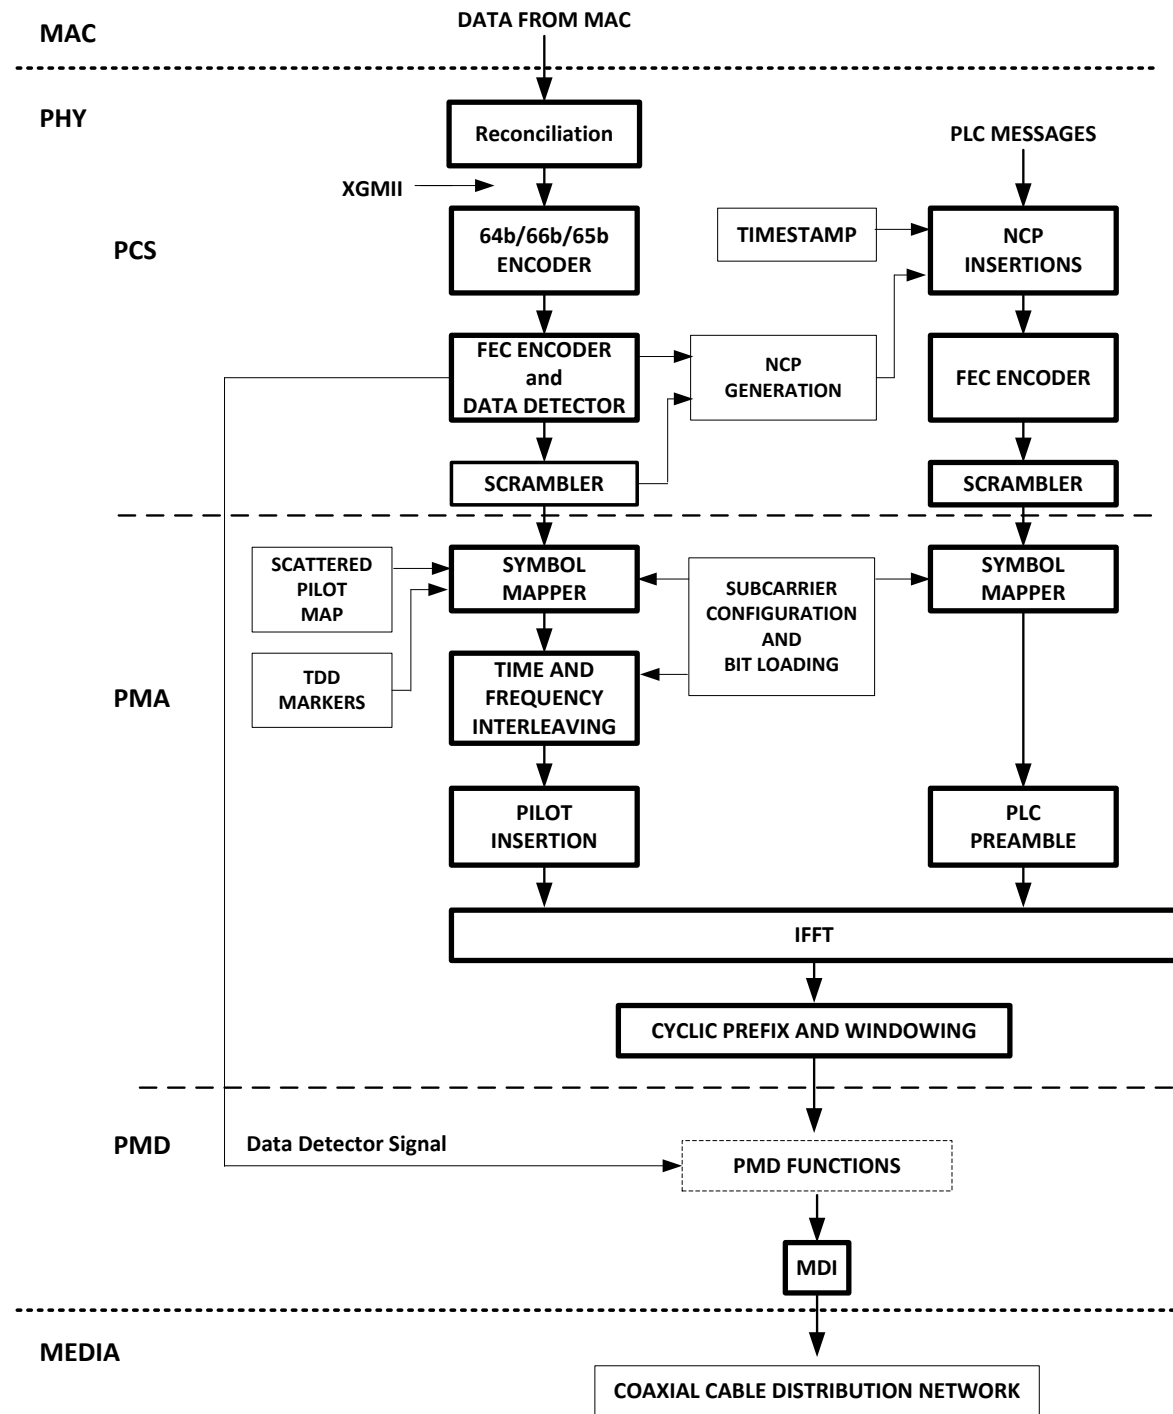 DATA FROM MAC
MAC
PHY
Reconciliation
PLC MESSAGES
XGMII
PCS
64b/66b/65b
ENCODER
TIMESTAMP
NCP
INSERTIONS
FEC ENCODER
and
DATA DETECTOR
NCP
GENERATION
FEC ENCODER
SCRAMBLER
SCRAMBLER
SCATTERED
PILOT
MAP
SYMBOL
MAPPER
SUBCARRIER
CONFIGURATION
AND
BIT LOADING
SYMBOL
MAPPER
PMA
TDD
MARKERS
TIME AND
FREQUENCY
INTERLEAVING
PILOT
INSERTION
PLC
PREAMBLE
IFFT
CYCLIC PREFIX AND WINDOWING
PMD
Data Detector Signal
PMD FUNCTIONS
MDI
MEDIA
COAXIAL CABLE DISTRIBUTION NETWORK